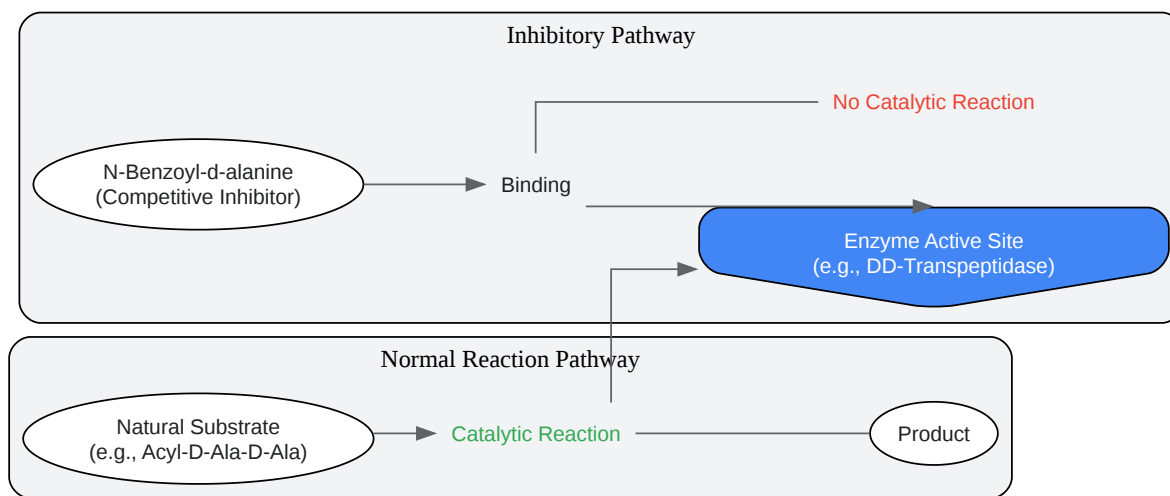 Inhibitory Pathway
No Catalytic Reaction
N-Benzoyl-d-alanine
(Competitive Inhibitor)
Binding
Enzyme Active Site
(e.g., DD-Transpeptidase)
Normal Reaction Pathway
Natural Substrate
(e.g., Acyl-D-Ala-D-Ala)
Catalytic Reaction
Product